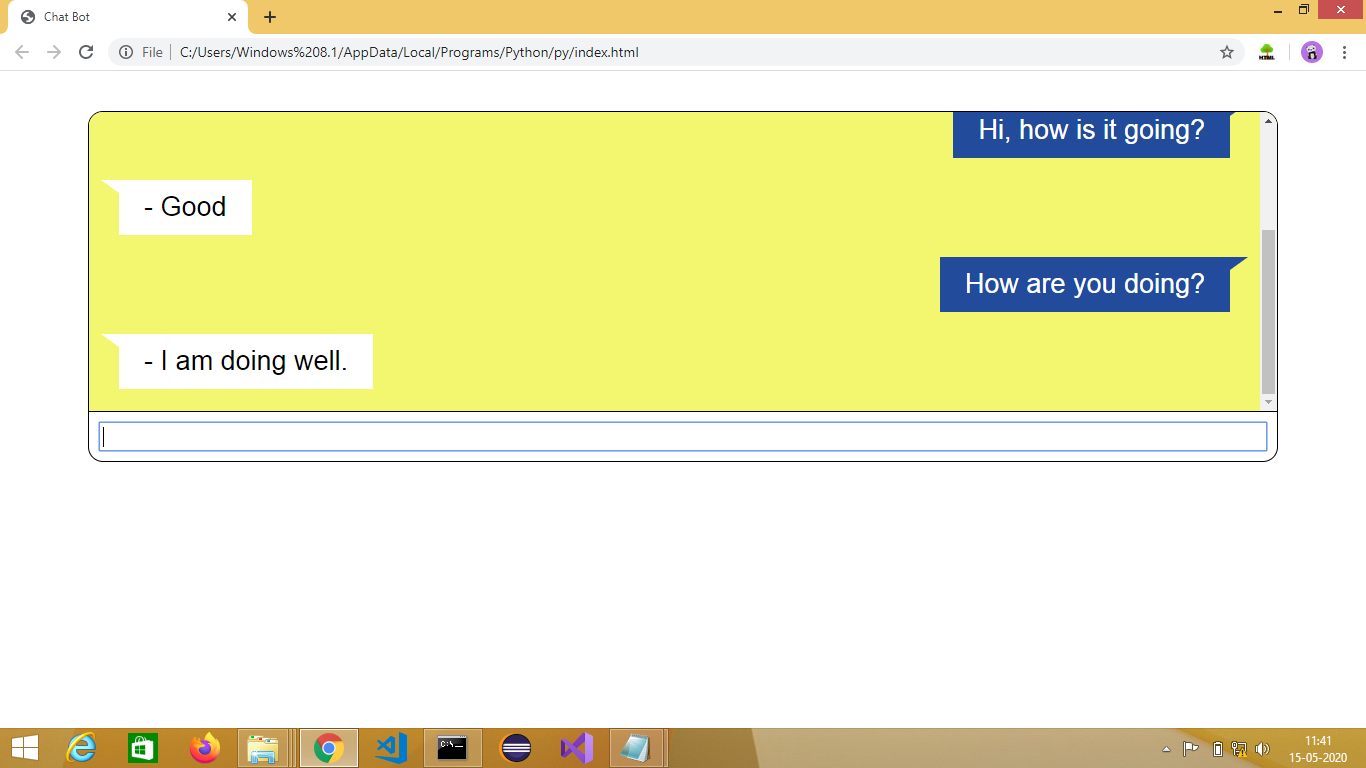 Chat Bot
File
C:/Users/Windows%208.1/AppData/Local/Programs/Python/py/index.html
HTML
Hi, how is it going?
- Good
How are you doing?
- I am doing well.
C:\
11:41
15-05-2020